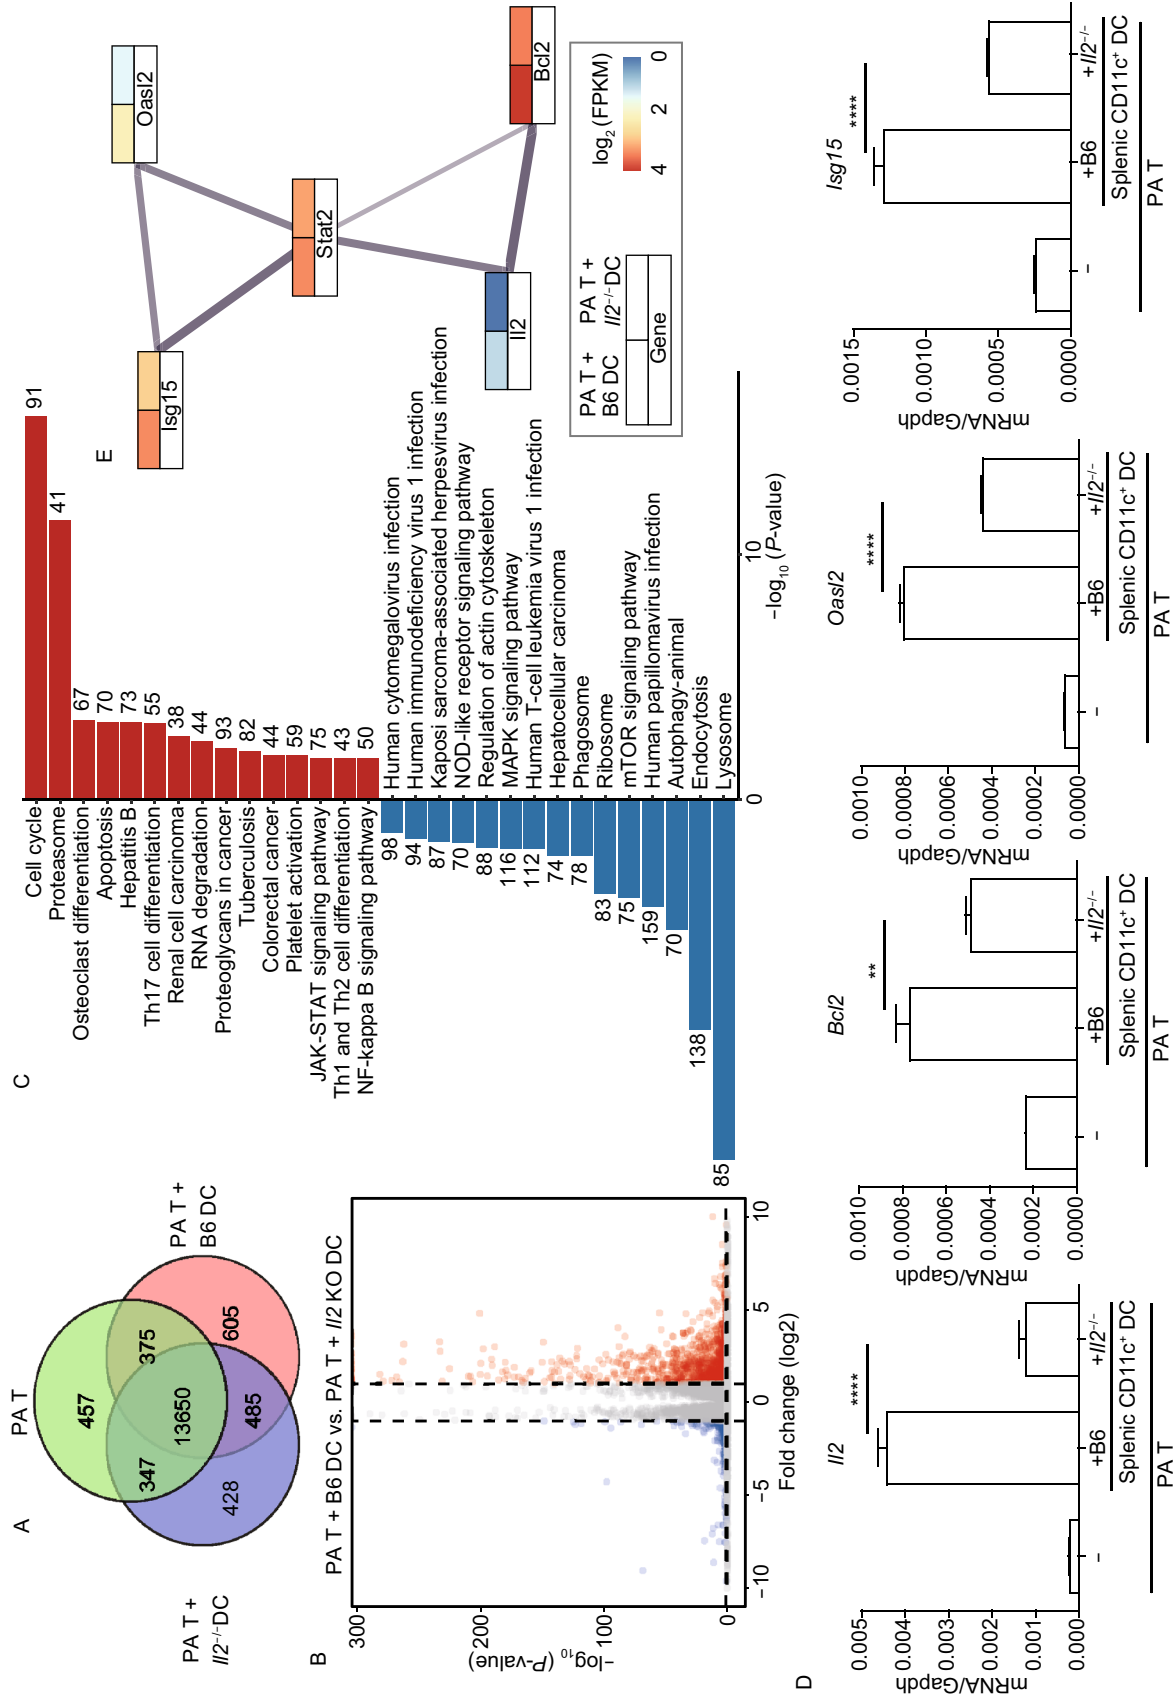 A
PA T
PA T +
Il2−/−DC
PA T +
B6 DC
457
347
375
13650
428
485
605
B
PA T + B6 DC vs. PA T + Il2 KO DC
−log10 (P-value)
300
200
100
0
−10
−5
0
5
10
Fold change (log2)
C
Cell cycle 91
Proteasome 41
Osteoclast differentiation 67
Apoptosis 70
Hepatitis B 73
Th17 cell differentiation 55
Renal cell carcinoma 38
RNA degradation 44
Proteoglycans in cancer 93
Tuberculosis 82
Colorectal cancer 44
Platelet activation 59
JAK-STAT signaling pathway 75
Th1 and Th2 cell differentiation 43
NF-kappa B signaling pathway 50
98 Human cytomegalovirus infection
94 Human immunodeficiency virus 1 infection
87 Kaposi sarcoma-associated herpesvirus infection
70 NOD-like receptor signaling pathway
88 Regulation of actin cytoskeleton
116 MAPK signaling pathway
112 Human T-cell leukemia virus 1 infection
74 Hepatocellular carcinoma
78 Phagosome
83 Ribosome
75 mTOR signaling pathway
159 Human papillomavirus infection
70 Autophagy-animal
138 Endocytosis
85 Lysosome
0
10
−log10 (P-value)
E
Isg15
Oasl2
Stat2
Il2
Bcl2
PA T +
B6 DC
PA T +
Il2−/−DC
Gene
log2 (FPKM)
4
2
0
D
Il2
mRNA/Gapdh
0.005
0.004
0.003
0.002
0.001
0.000
****
−
+B6
+Il2−/−
Splenic CD11c+ DC
PA T
Bcl2
mRNA/Gapdh
0.0010
0.0008
0.0006
0.0004
0.0002
0.0000
**
−
+B6
+Il2−/−
Splenic CD11c+ DC
PA T
Oasl2
mRNA/Gapdh
0.0010
0.0008
0.0006
0.0004
0.0002
0.0000
****
−
+B6
+Il2−/−
Splenic CD11c+ DC
PA T
Isg15
mRNA/Gapdh
0.0015
0.0010
0.0005
0.0000
****
−
+B6
+Il2−/−
Splenic CD11c+ DC
PA T